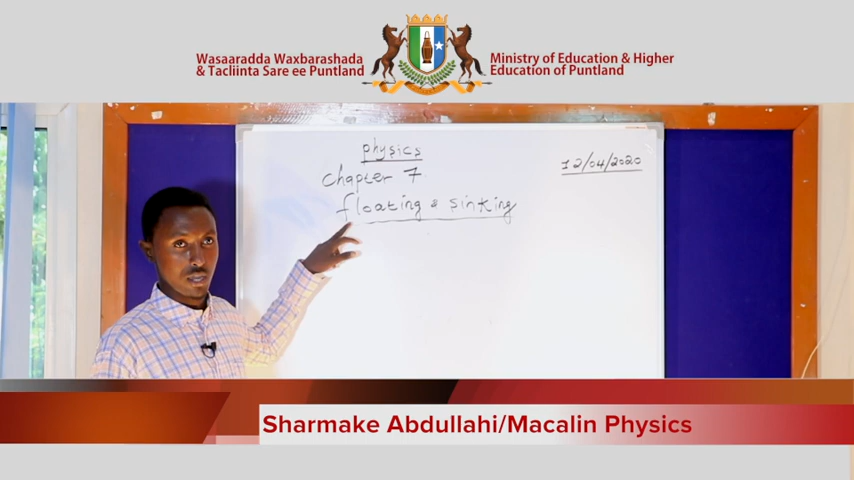 Wasaaradda Waxbarashada
& Tacliinta Sare ee Puntland
Ministry of Education & Higher
Education of Puntland
physics
12/04/2020
chapter 7
floating & sinking
Sharmake Abdullahi/Macalin Physics